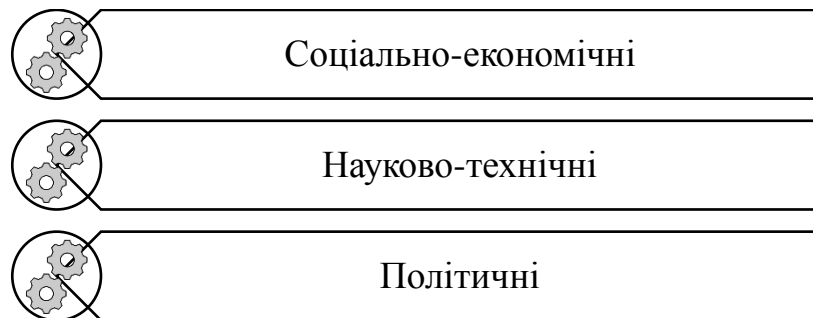 Соціально-економічні
Науково-технічні
Політичні